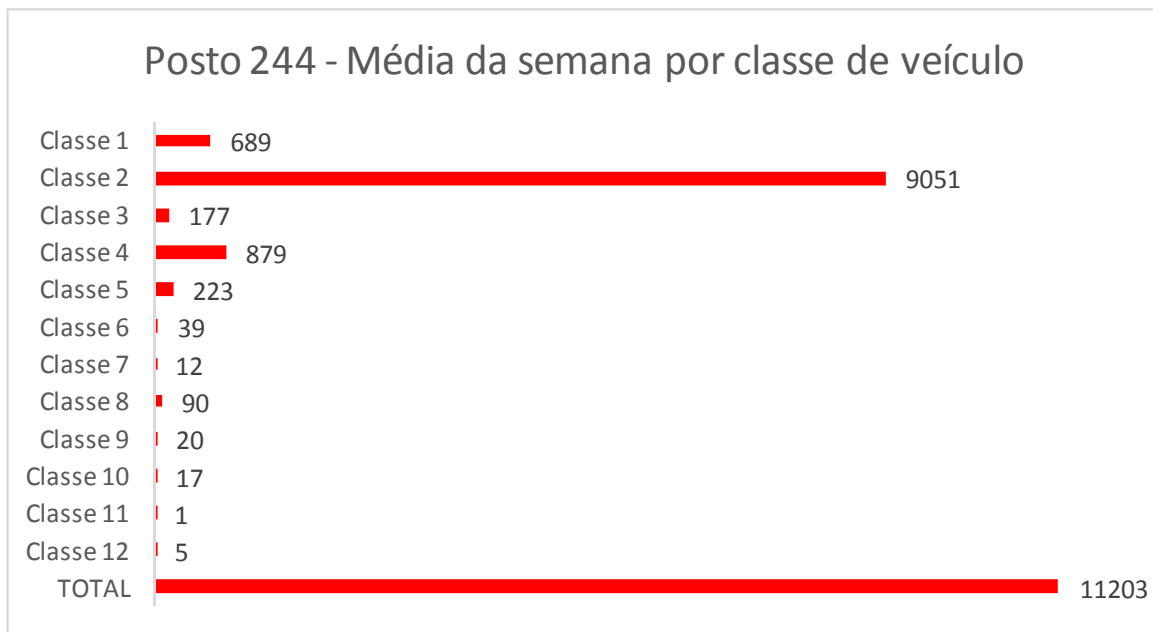 Posto 244 - Média da semana por classe de veículo
Classe 1 689
Classe 2 9051
Classe 3 177
Classe 4 879
Classe 5 223
Classe 6 39
Classe 7 12
Classe 8 90
Classe 9 20
Classe 10 17
Classe 11 1
Classe 12 5
TOTAL 11203